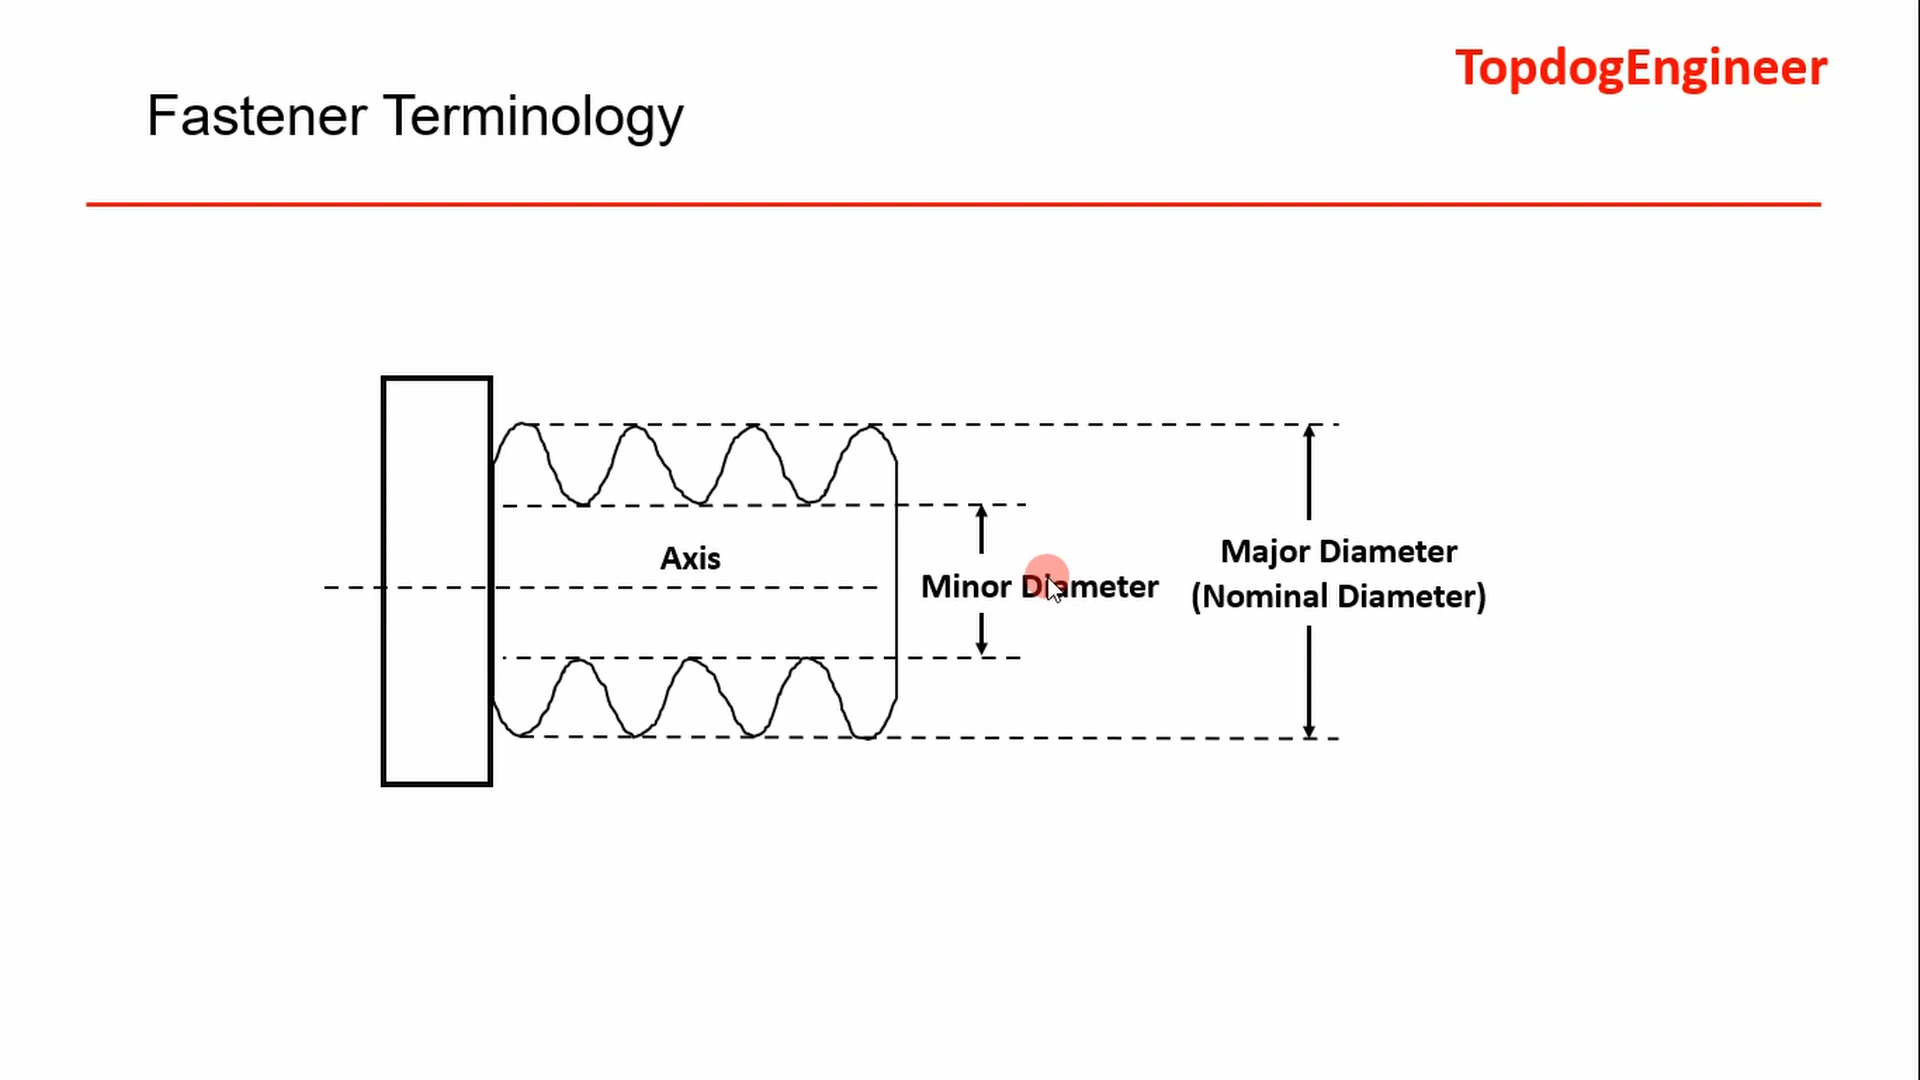 TopdogEngineer
Fastener Terminology
Axis
Minor Diameter
Major Diameter
(Nominal Diameter)